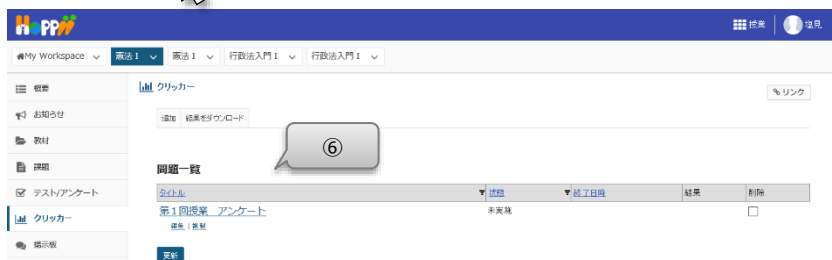 HoPPii
授業
塩見
My Workspace
憲法 I
憲法 I
行政法入門 I
行政法入門 I
概要
クリッカー
リンク
お知らせ
追加 結果をダウンロード
教材
⑥
課題
問題一覧
テスト/アンケート
タイトル 状態 終了日時 結果 削除
第1回授業 アンケート 未実施
編集 | 複製
クリッカー
掲示板
更新